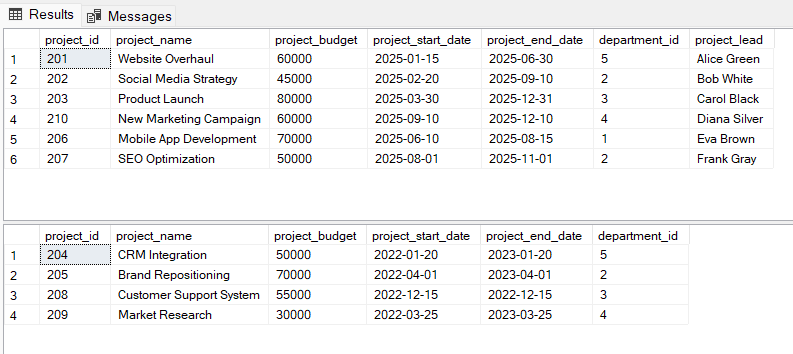 Results Messages
project_id project_name project_budget project_start_date project_end_date department_id project_lead
1 201 Website Overhaul 60000 2025-01-15 2025-06-30 5 Alice Green
2 202 Social Media Strategy 45000 2025-02-20 2025-09-10 2 Bob White
3 203 Product Launch 80000 2025-03-30 2025-12-31 3 Carol Black
4 210 New Marketing Campaign 60000 2025-09-10 2025-12-10 4 Diana Silver
5 206 Mobile App Development 70000 2025-06-10 2025-08-15 1 Eva Brown
6 207 SEO Optimization 50000 2025-08-01 2025-11-01 2 Frank Gray
project_id project_name project_budget project_start_date project_end_date department_id
1 204 CRM Integration 50000 2022-01-20 2023-01-20 5
2 205 Brand Repositioning 70000 2022-04-01 2023-04-01 2
3 208 Customer Support System 55000 2022-12-15 2022-12-15 3
4 209 Market Research 30000 2022-03-25 2023-03-25 4